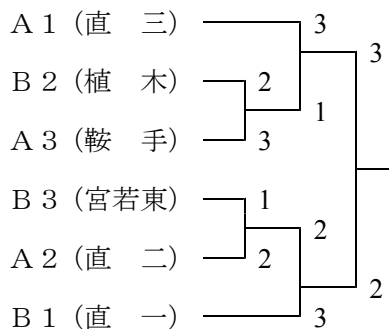 A1（直　三） 3
3
B2（植　木） 2
1
A3（鞍　手） 3
B3（宮若東） 1
2
A2（直　二） 2
2
B1（直　一） 3